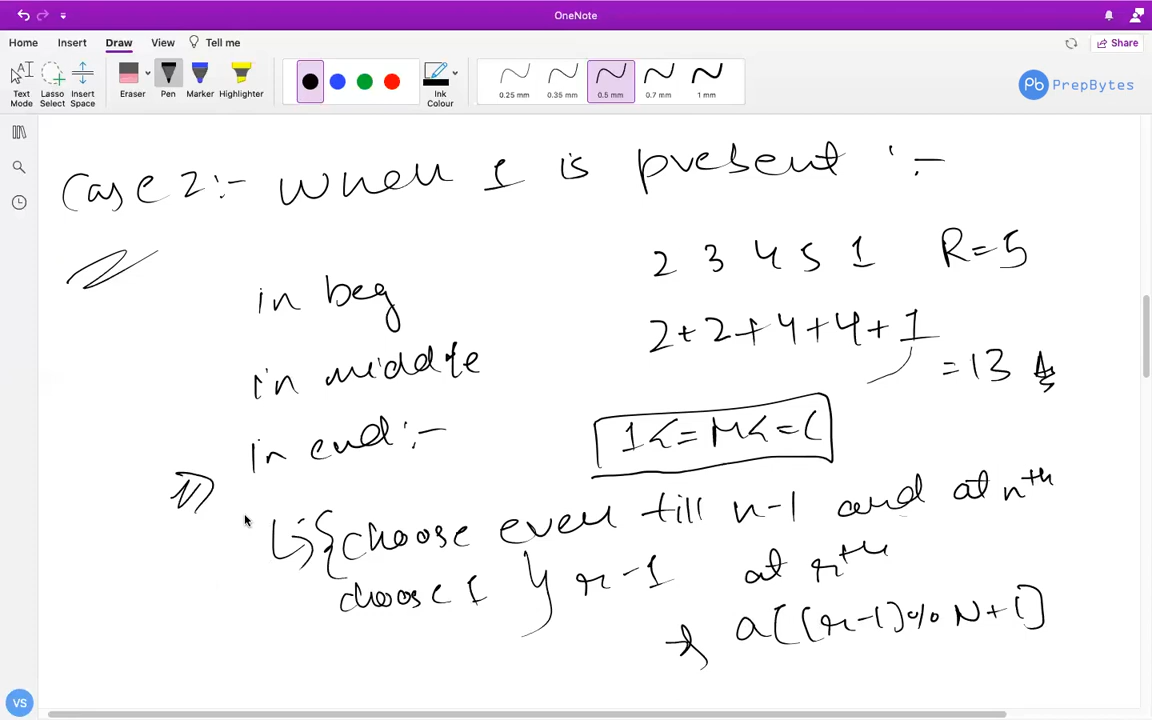 OneNote
Home Insert Draw View Tell me
Share
Text Mode
Lasso Select
Insert Space
Eraser
Pen
Marker
Highlighter
Ink Colour
0.25 mm 0.35 mm 0.5 mm 0.7 mm 1 mm
Pb PrepBytes
Case 2:- when 1 is present :-
2 3 4 5 1 R=5
in beg
2+2+4+4+1
=13
in middle
1<=M<=C
in end:-
choose even till n-1 and at nth
choose 1
r-1 at rth
a[(r-1)% N+1]
VS